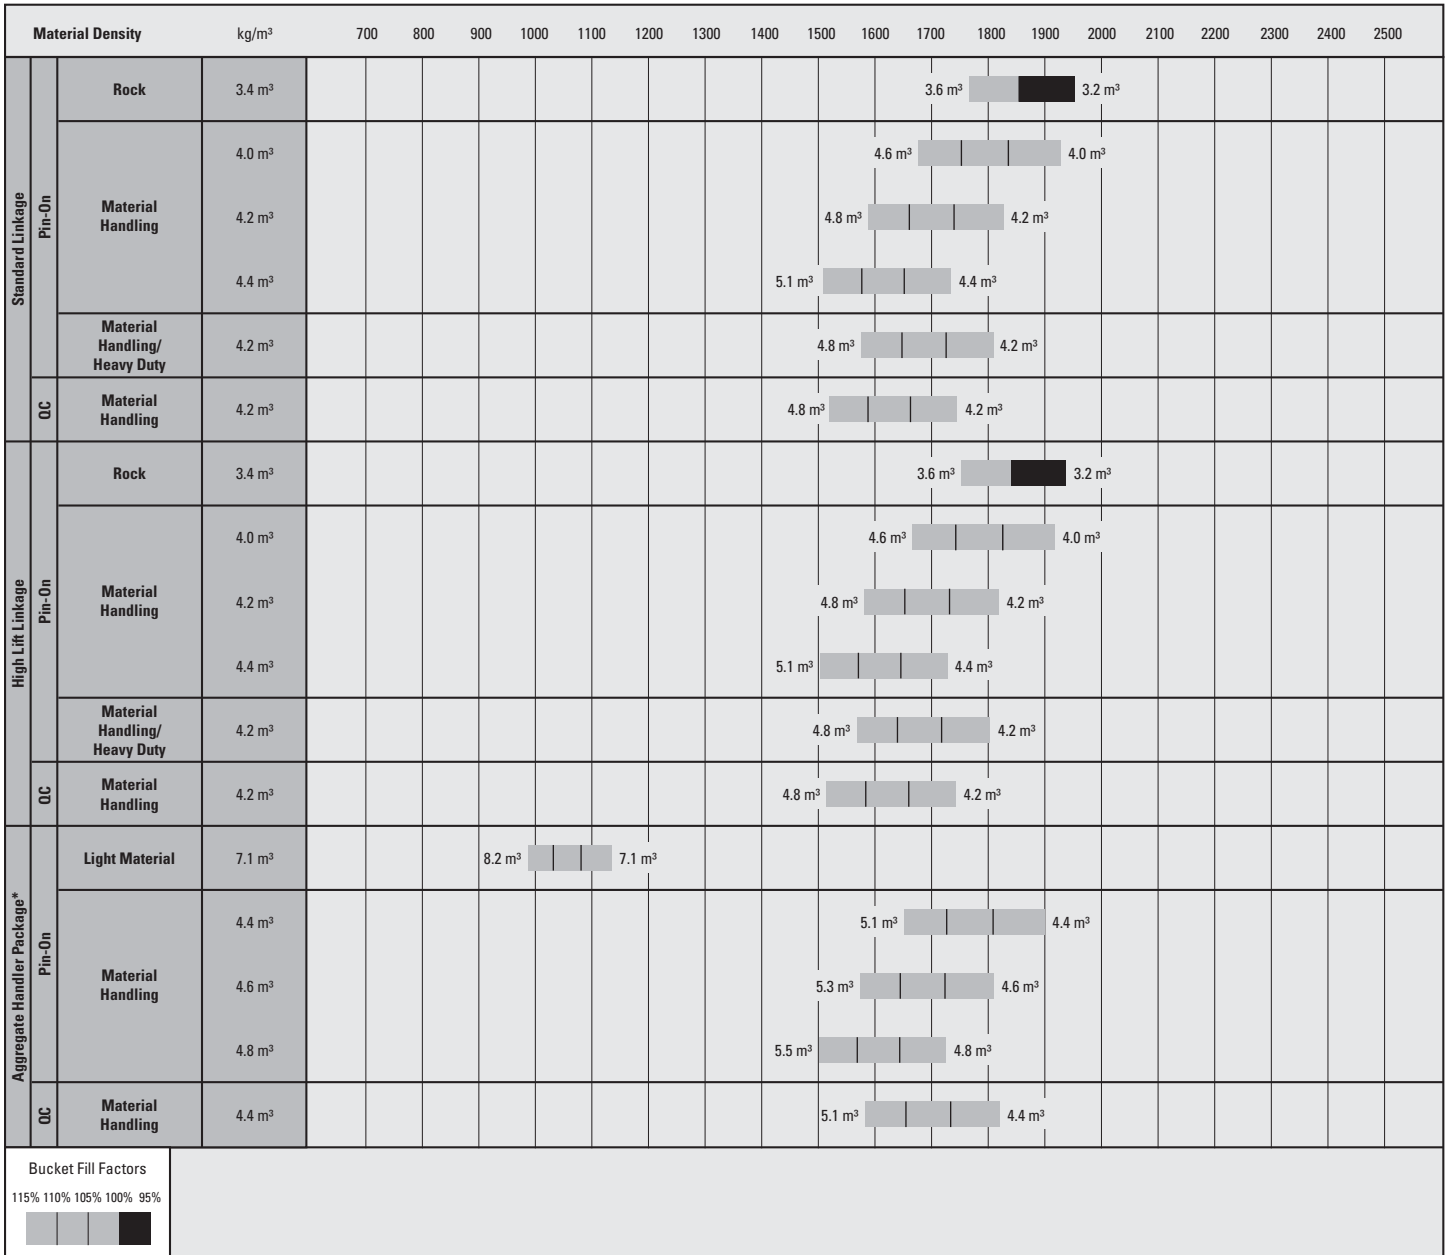 Material Density kg/m³ 700 800 900 1000 1100 1200 1300 1400 1500 1600 1700 1800 1900 2000 2100 2200 2300 2400 2500
Standard Linkage
Pin-On
Rock 3.4 m³ 3.6 m³ 3.2 m³
Material
Handling
4.0 m³ 4.6 m³ 4.0 m³
4.2 m³ 4.8 m³ 4.2 m³
4.4 m³ 5.1 m³ 4.4 m³
Material
Handling/
Heavy Duty
4.2 m³ 4.8 m³ 4.2 m³
QC
Material
Handling
4.2 m³ 4.8 m³ 4.2 m³
High Lift Linkage
Pin-On
Rock 3.4 m³ 3.6 m³ 3.2 m³
Material
Handling
4.0 m³ 4.6 m³ 4.0 m³
4.2 m³ 4.8 m³ 4.2 m³
4.4 m³ 5.1 m³ 4.4 m³
Material
Handling/
Heavy Duty
4.2 m³ 4.8 m³ 4.2 m³
QC
Material
Handling
4.2 m³ 4.8 m³ 4.2 m³
Aggregate Handler Package*
Pin-On
Light Material 7.1 m³ 8.2 m³ 7.1 m³
Material
Handling
4.4 m³ 5.1 m³ 4.4 m³
4.6 m³ 5.3 m³ 4.6 m³
4.8 m³ 5.5 m³ 4.8 m³
QC
Material
Handling
4.4 m³ 5.1 m³ 4.4 m³
Bucket Fill Factors
115% 110% 105% 100% 95%